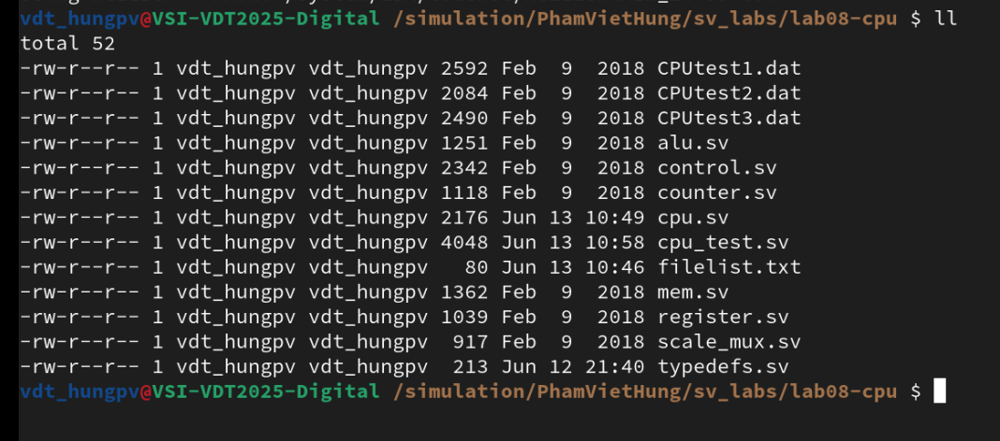 vdt_hungpv@VSI-VDT2025-Digital /simulation/PhamVietHung/sv_labs/lab08-cpu $ ll
total 52
-rw-r--r-- 1 vdt_hungpv vdt_hungpv 2592 Feb  9  2018 CPUtest1.dat
-rw-r--r-- 1 vdt_hungpv vdt_hungpv 2084 Feb  9  2018 CPUtest2.dat
-rw-r--r-- 1 vdt_hungpv vdt_hungpv 2490 Feb  9  2018 CPUtest3.dat
-rw-r--r-- 1 vdt_hungpv vdt_hungpv 1251 Feb  9  2018 alu.sv
-rw-r--r-- 1 vdt_hungpv vdt_hungpv 2342 Feb  9  2018 control.sv
-rw-r--r-- 1 vdt_hungpv vdt_hungpv 1118 Feb  9  2018 counter.sv
-rw-r--r-- 1 vdt_hungpv vdt_hungpv 2176 Jun 13 10:49 cpu.sv
-rw-r--r-- 1 vdt_hungpv vdt_hungpv 4048 Jun 13 10:58 cpu_test.sv
-rw-r--r-- 1 vdt_hungpv vdt_hungpv   80 Jun 13 10:46 filelist.txt
-rw-r--r-- 1 vdt_hungpv vdt_hungpv 1362 Feb  9  2018 mem.sv
-rw-r--r-- 1 vdt_hungpv vdt_hungpv 1039 Feb  9  2018 register.sv
-rw-r--r-- 1 vdt_hungpv vdt_hungpv  917 Feb  9  2018 scale_mux.sv
-rw-r--r-- 1 vdt_hungpv vdt_hungpv  213 Jun 12 21:40 typedefs.sv
vdt_hungpv@VSI-VDT2025-Digital /simulation/PhamVietHung/sv_labs/lab08-cpu $